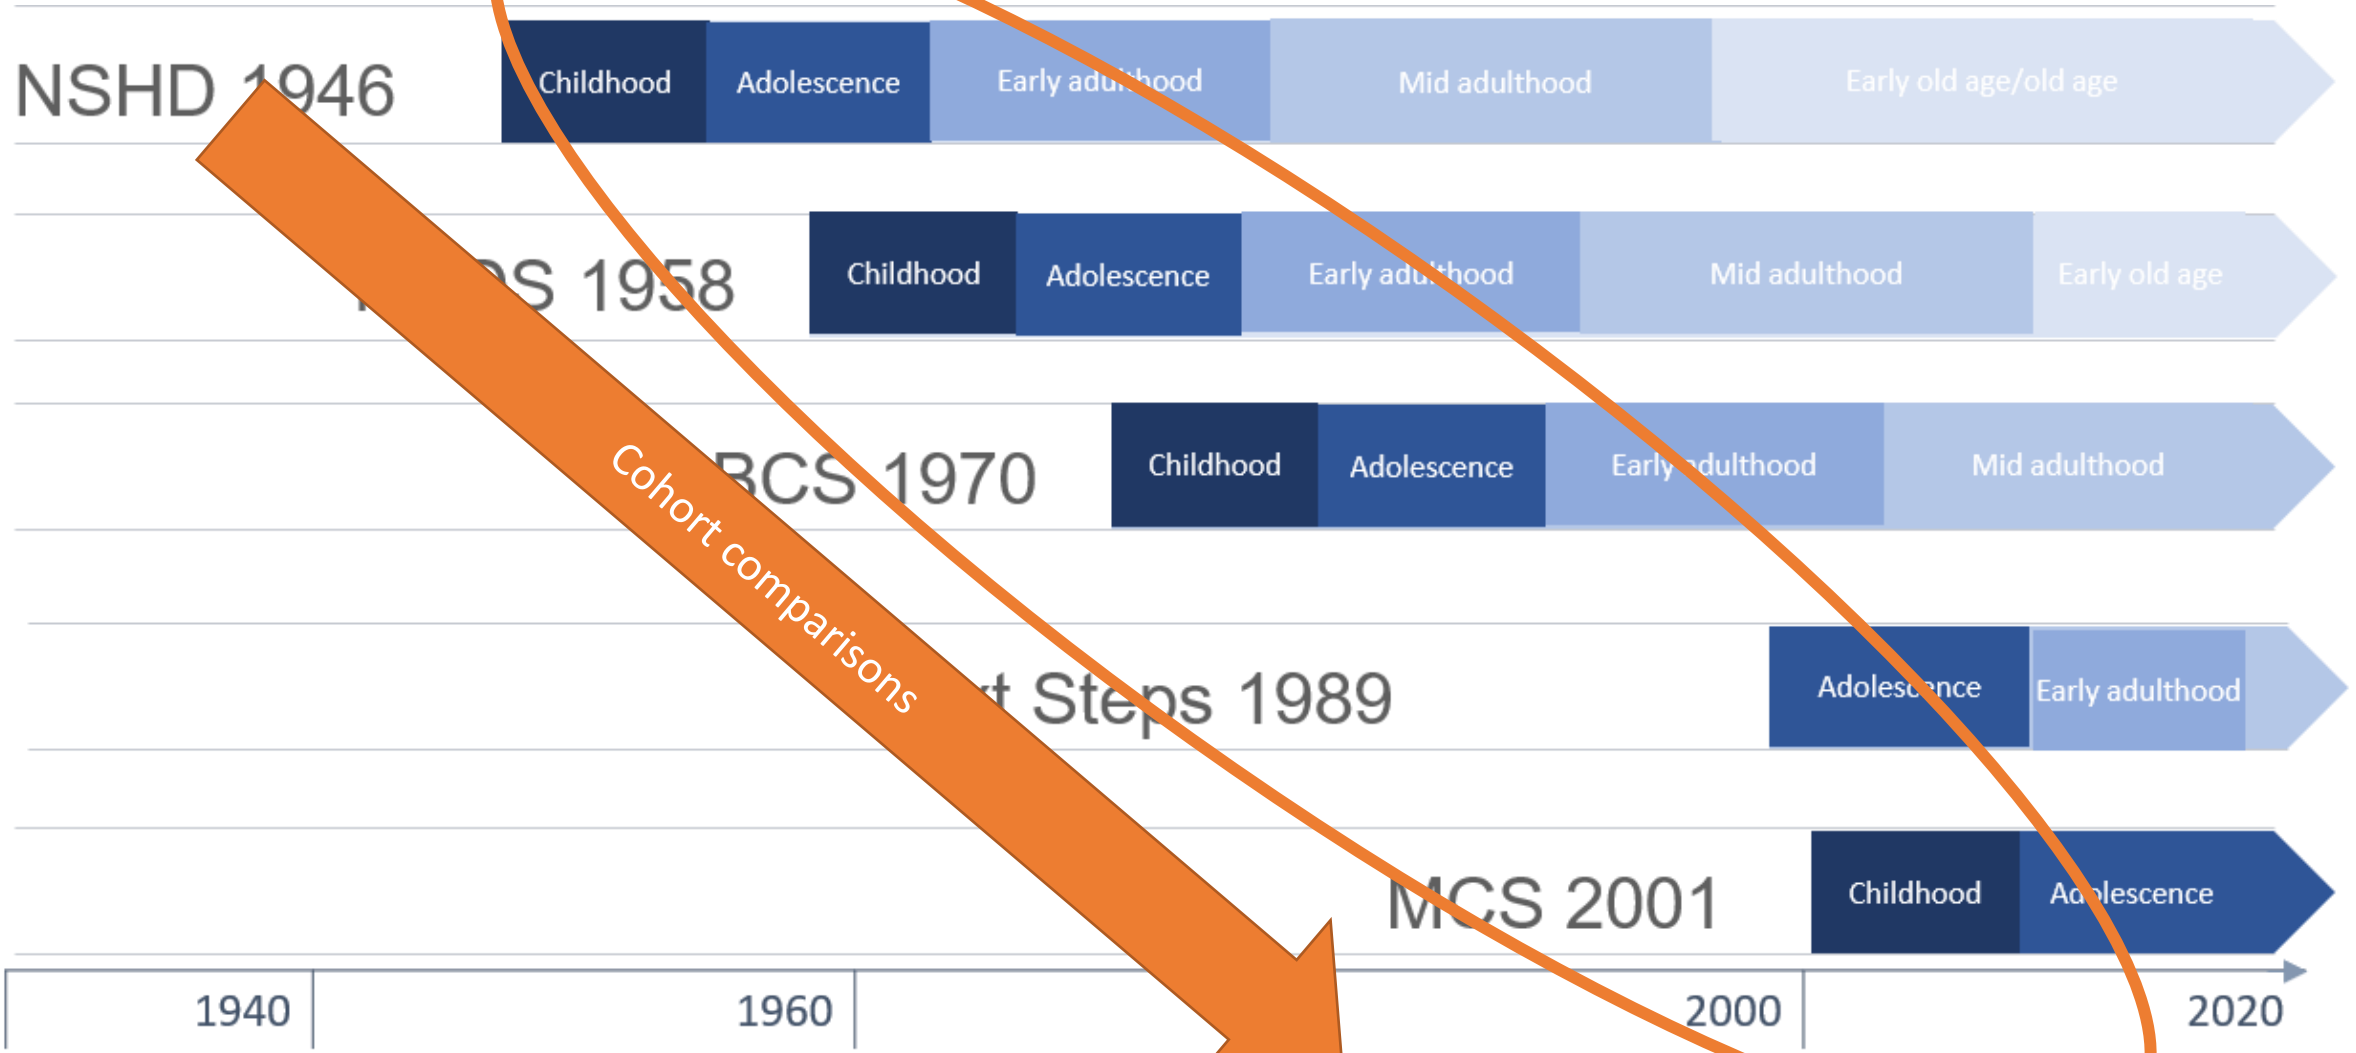 NSHD 1946 Childhood Adolescence Early adulthood Mid adulthood Early old age/old age
1958 Childhood Adolescence Early adulthood Mid adulthood Early old age
BCS 1970 Childhood Adolescence Early adulthood Mid adulthood
Cohort comparisons
Steps 1989 Adolescence Early adulthood
MCS 2001 Childhood Adolescence
1940 1960 2000 2020